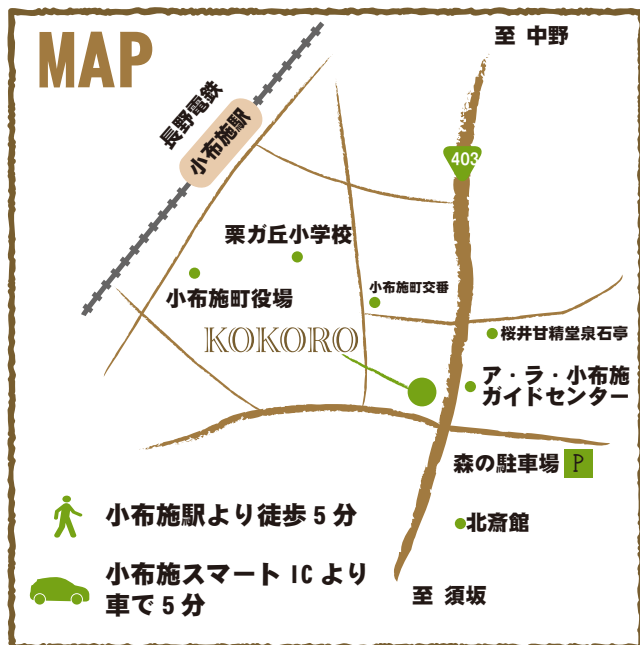 MAP
至 中野
長野電鉄
小布施駅
403
栗ガ丘小学校
小布施町役場
小布施町交番
KOKORO
桜井甘精堂泉石亭
ア・ラ・小布施
ガイドセンター
森の駐車場 P
小布施駅より徒歩 5 分
北斎館
小布施スマート IC より
車で 5 分
至 須坂